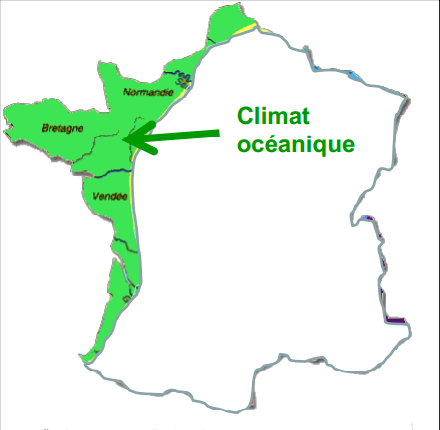 Normandie
Bretagne
Climat
océanique
Vendée